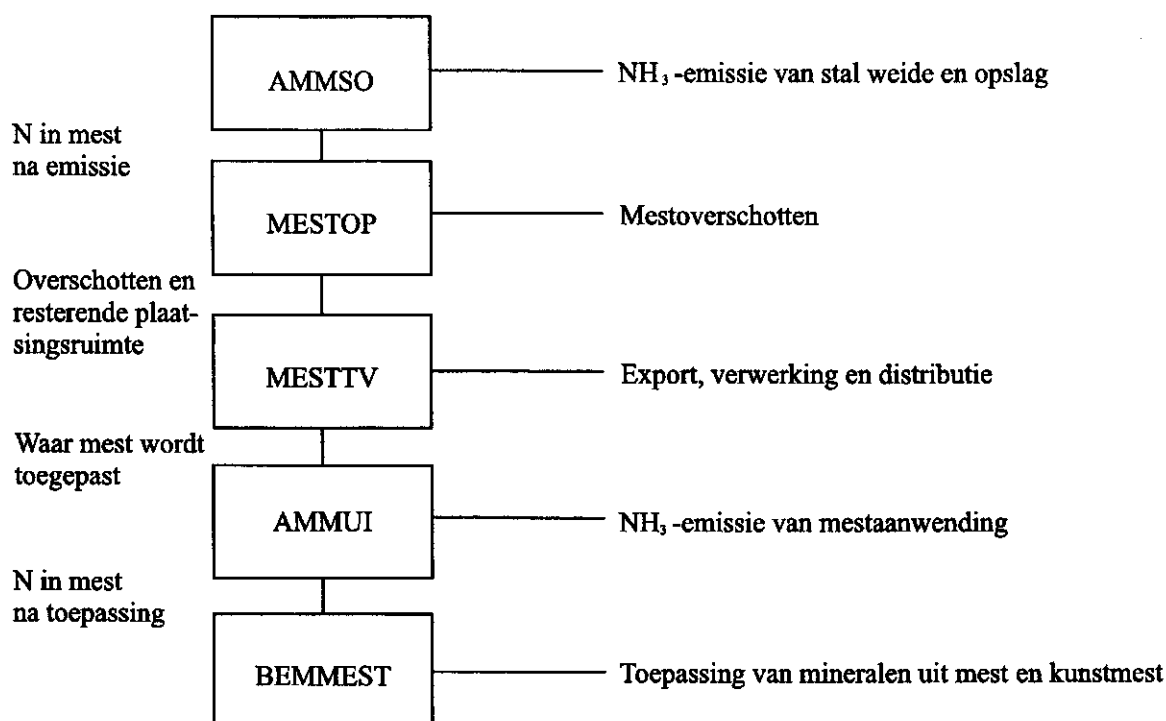 AMMSO
NH₃ -emissie van stal weide en opslag
N in mest
na emissie
MESTOP
Mestoverschotten
Overschotten en
resterende plaat-
singsruimte
MESTTV
Export, verwerking en distributie
Waar mest wordt
toegepast
AMMUI
NH₃ -emissie van mestaanwending
N in mest
na toepassing
BEMMEST
Toepassing van mineralen uit mest en kunstmest